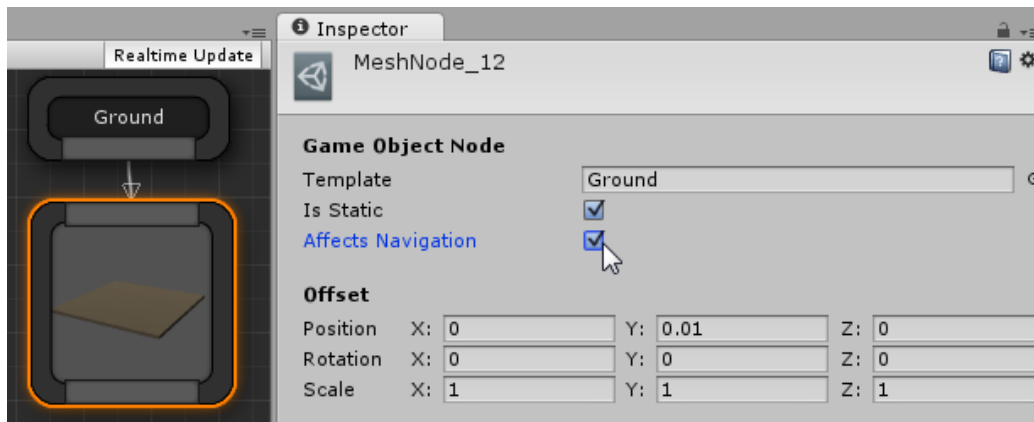 Realtime Update
Ground
Inspector
MeshNode_12
Game Object Node
Template Ground
Is Static
Affects Navigation
Offset
Position X: 0 Y: 0.01 Z: 0
Rotation X: 0 Y: 0 Z: 0
Scale X: 1 Y: 1 Z: 1